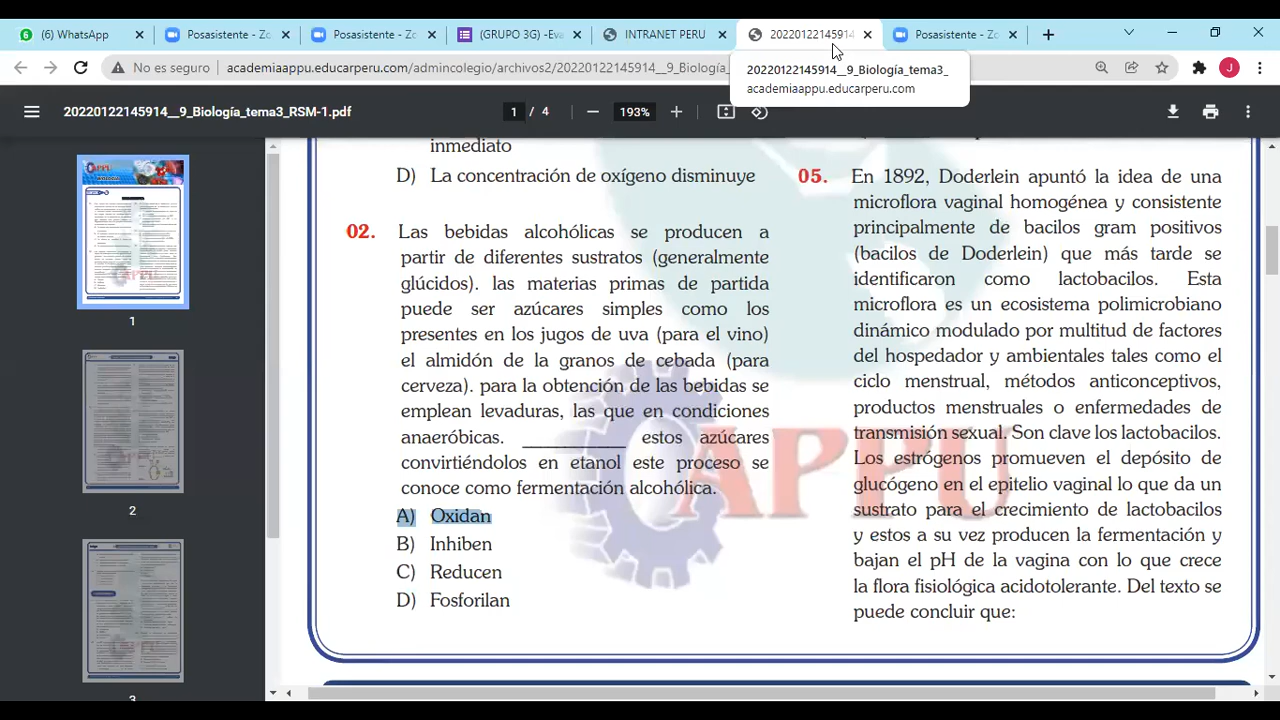 (6) WhatsApp
Posasistente - Zo
Posasistente - Zo
(GRUPO 3G) -Eva
INTRANET PERU
20220122145914
Posasistente - Zo
No es seguro
academiaappu.educarperu.com/admincolegio/archivos2/20220122145914__9_Biología_
20220122145914__9_Biología_tema3_
academiaappu.educarperu.com
J
20220122145914__9_Biología_tema3_RSM-1.pdf
1 / 4
193%
inmediato
D) La concentración de oxígeno disminuye
02. Las bebidas alcohólicas se producen a
partir de diferentes sustratos (generalmente
glúcidos). las materias primas de partida
puede ser azúcares simples como los
presentes en los jugos de uva (para el vino)
el almidón de la granos de cebada (para
cerveza). para la obtención de las bebidas se
emplean levaduras, las que en condiciones
anaeróbicas. ____________ estos azúcares
convirtiéndolos en etanol este proceso se
conoce como fermentación alcohólica.
A) Oxidan
B) Inhiben
C) Reducen
D) Fosforilan
05. En 1892, Doderlein apuntó la idea de una
microflora vaginal homogénea y consistente
principalmente de bacilos gram positivos
(bacilos de Doderlein) que más tarde se
identificaron como lactobacilos. Esta
microflora es un ecosistema polimicrobiano
dinámico modulado por multitud de factores
del hospedador y ambientales tales como el
ciclo menstrual, métodos anticonceptivos,
productos menstruales o enfermedades de
transmisión sexual. Son clave los lactobacilos.
Los estrógenos promueven el depósito de
glucógeno en el epitelio vaginal lo que da un
sustrato para el crecimiento de lactobacilos
y estos a su vez producen la fermentación y
bajan el pH de la vagina con lo que crece
la flora fisiológica acidotolerante. Del texto se
puede concluir que:
APPU
1
2
3